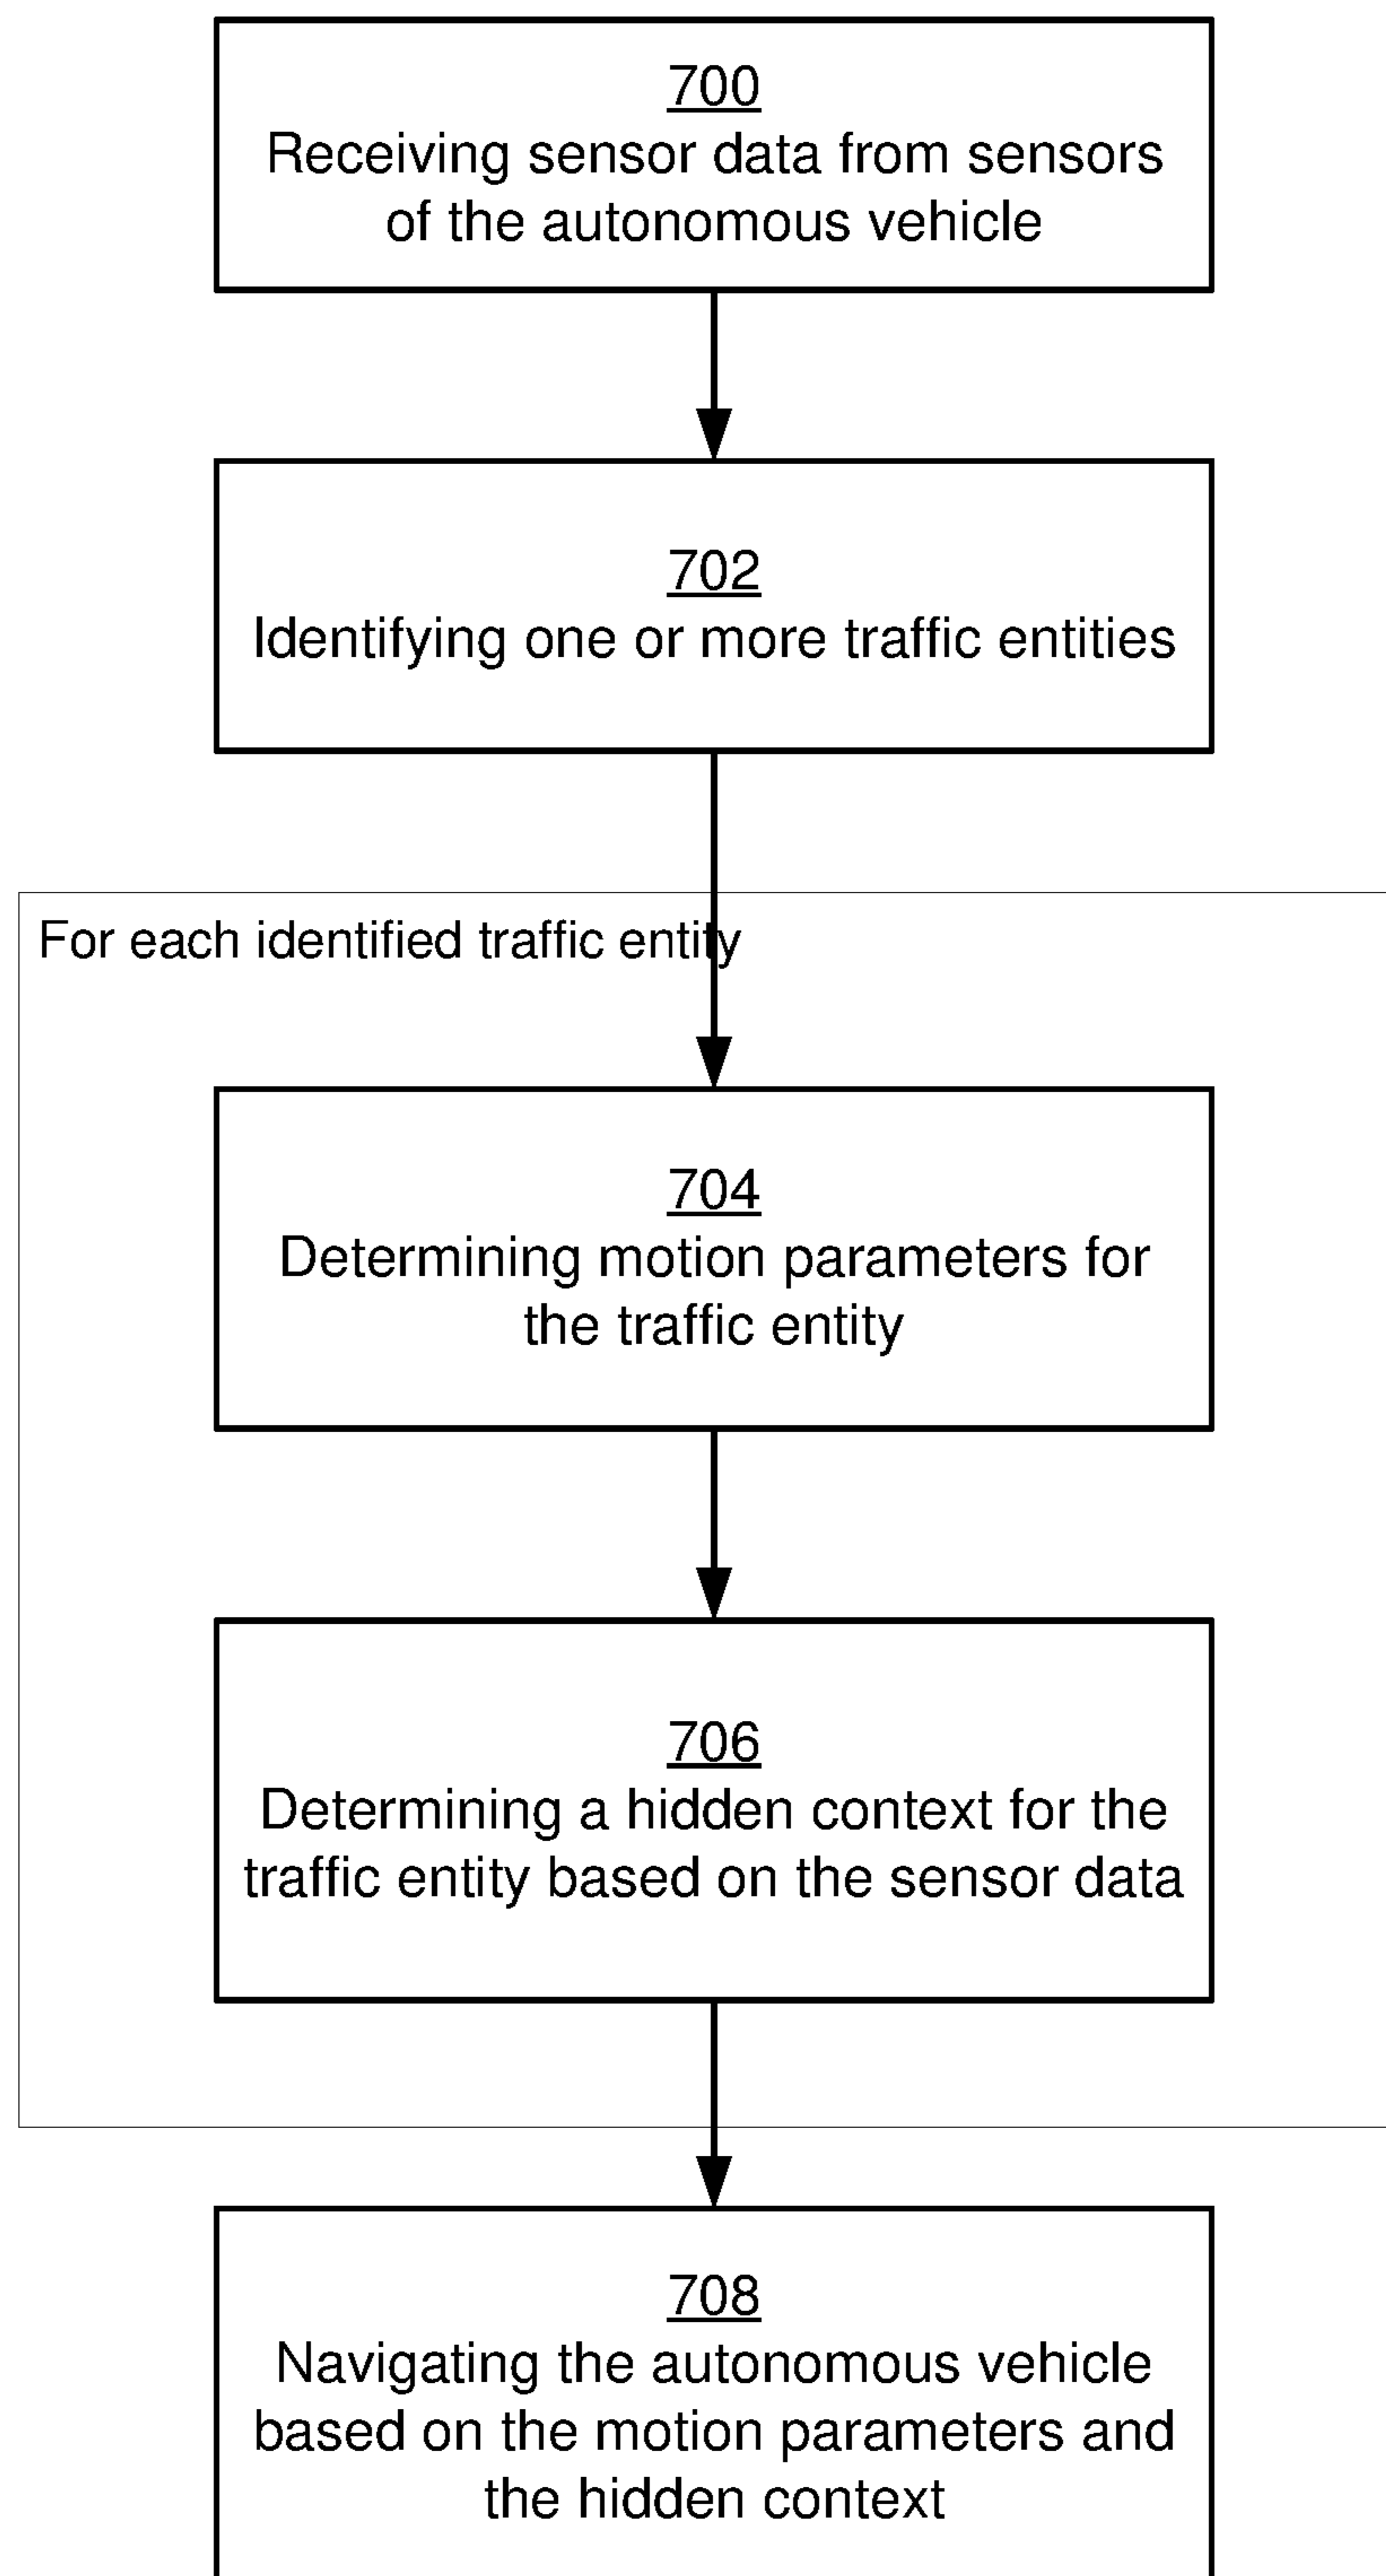 700
Receiving sensor data from sensors
of the autonomous vehicle
702
Identifying one or more traffic entities
For each identified traffic entity
704
Determining motion parameters for
the traffic entity
706
Determining a hidden context for the
traffic entity based on the sensor data
708
Navigating the autonomous vehicle
based on the motion parameters and
the hidden context